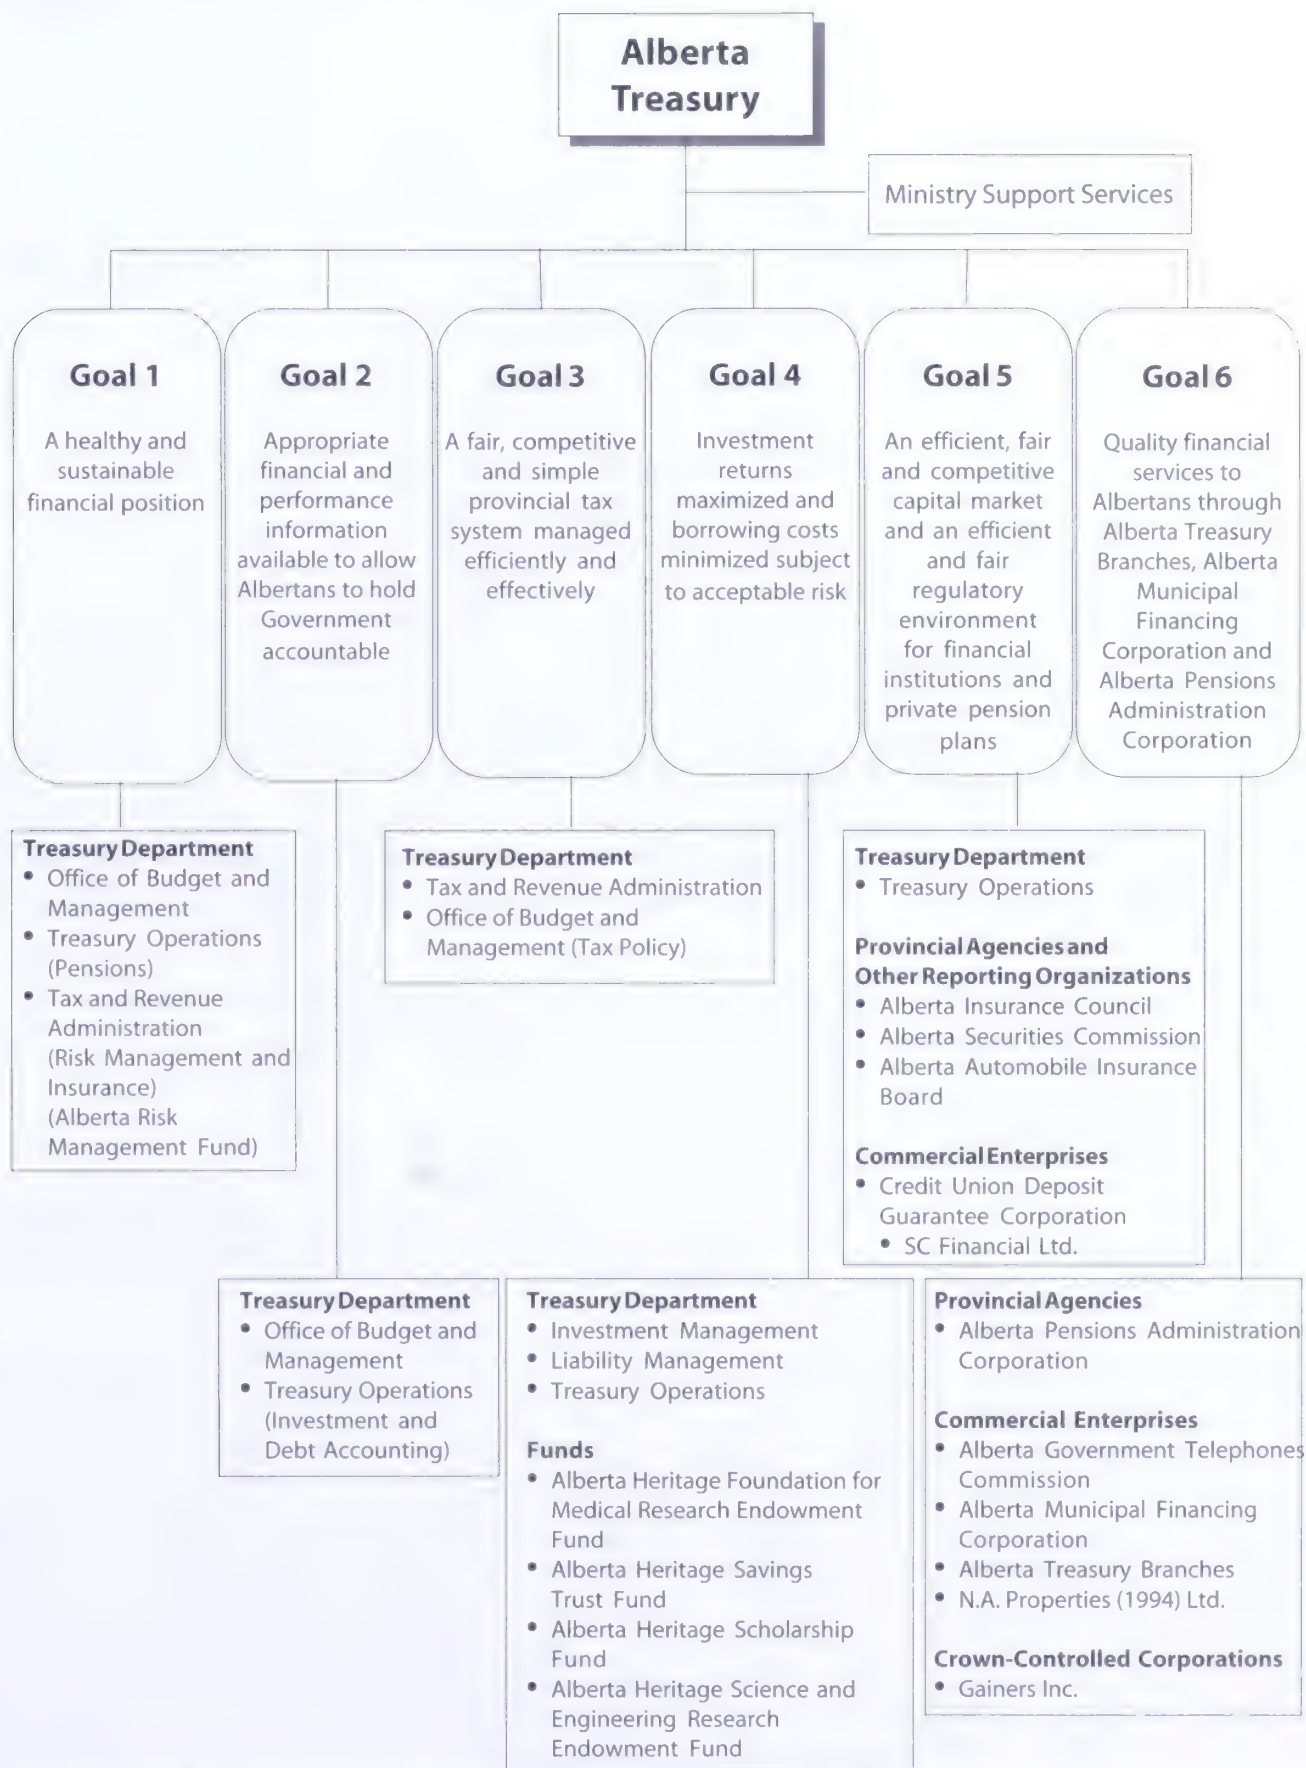 Alberta
Treasury
Ministry Support Services
Goal 1
A healthy and
sustainable
financial position
Goal 2
Appropriate
financial and
performance
information
available to allow
Albertans to hold
Government
accountable
Goal 3
A fair, competitive
and simple
provincial tax
system managed
efficiently and
effectively
Goal 4
Investment
returns
maximized and
borrowing costs
minimized subject
to acceptable risk
Goal 5
An efficient, fair
and competitive
capital market
and an efficient
and fair
regulatory
environment
for financial
institutions and
private pension
plans
Goal 6
Quality financial
services to
Albertans through
Alberta Treasury
Branches, Alberta
Municipal
Financing
Corporation and
Alberta Pensions
Administration
Corporation
Treasury Department
• Office of Budget and
Management
• Treasury Operations
(Pensions)
• Tax and Revenue
Administration
(Risk Management and
Insurance)
(Alberta Risk
Management Fund)
Treasury Department
• Tax and Revenue Administration
• Office of Budget and
Management (Tax Policy)
Treasury Department
• Treasury Operations
Provincial Agencies and
Other Reporting Organizations
• Alberta Insurance Council
• Alberta Securities Commission
• Alberta Automobile Insurance
Board
Commercial Enterprises
• Credit Union Deposit
Guarantee Corporation
• SC Financial Ltd.
Treasury Department
• Office of Budget and
Management
• Treasury Operations
(Investment and
Debt Accounting)
Treasury Department
• Investment Management
• Liability Management
• Treasury Operations
Funds
• Alberta Heritage Foundation for
Medical Research Endowment
Fund
• Alberta Heritage Savings
Trust Fund
• Alberta Heritage Scholarship
Fund
• Alberta Heritage Science and
Engineering Research
Endowment Fund
Provincial Agencies
• Alberta Pensions Administration
Corporation
Commercial Enterprises
• Alberta Government Telephones
Commission
• Alberta Municipal Financing
Corporation
• Alberta Treasury Branches
• N.A. Properties (1994) Ltd.
Crown-Controlled Corporations
• Gainers Inc.